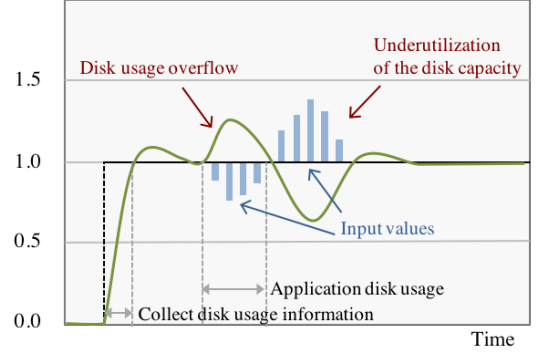 Underutilization
of the disk capacity
Disk usage overflow
1.5
1.0
Input values
0.5
Application disk usage
Collect disk usage information
0.0
Time